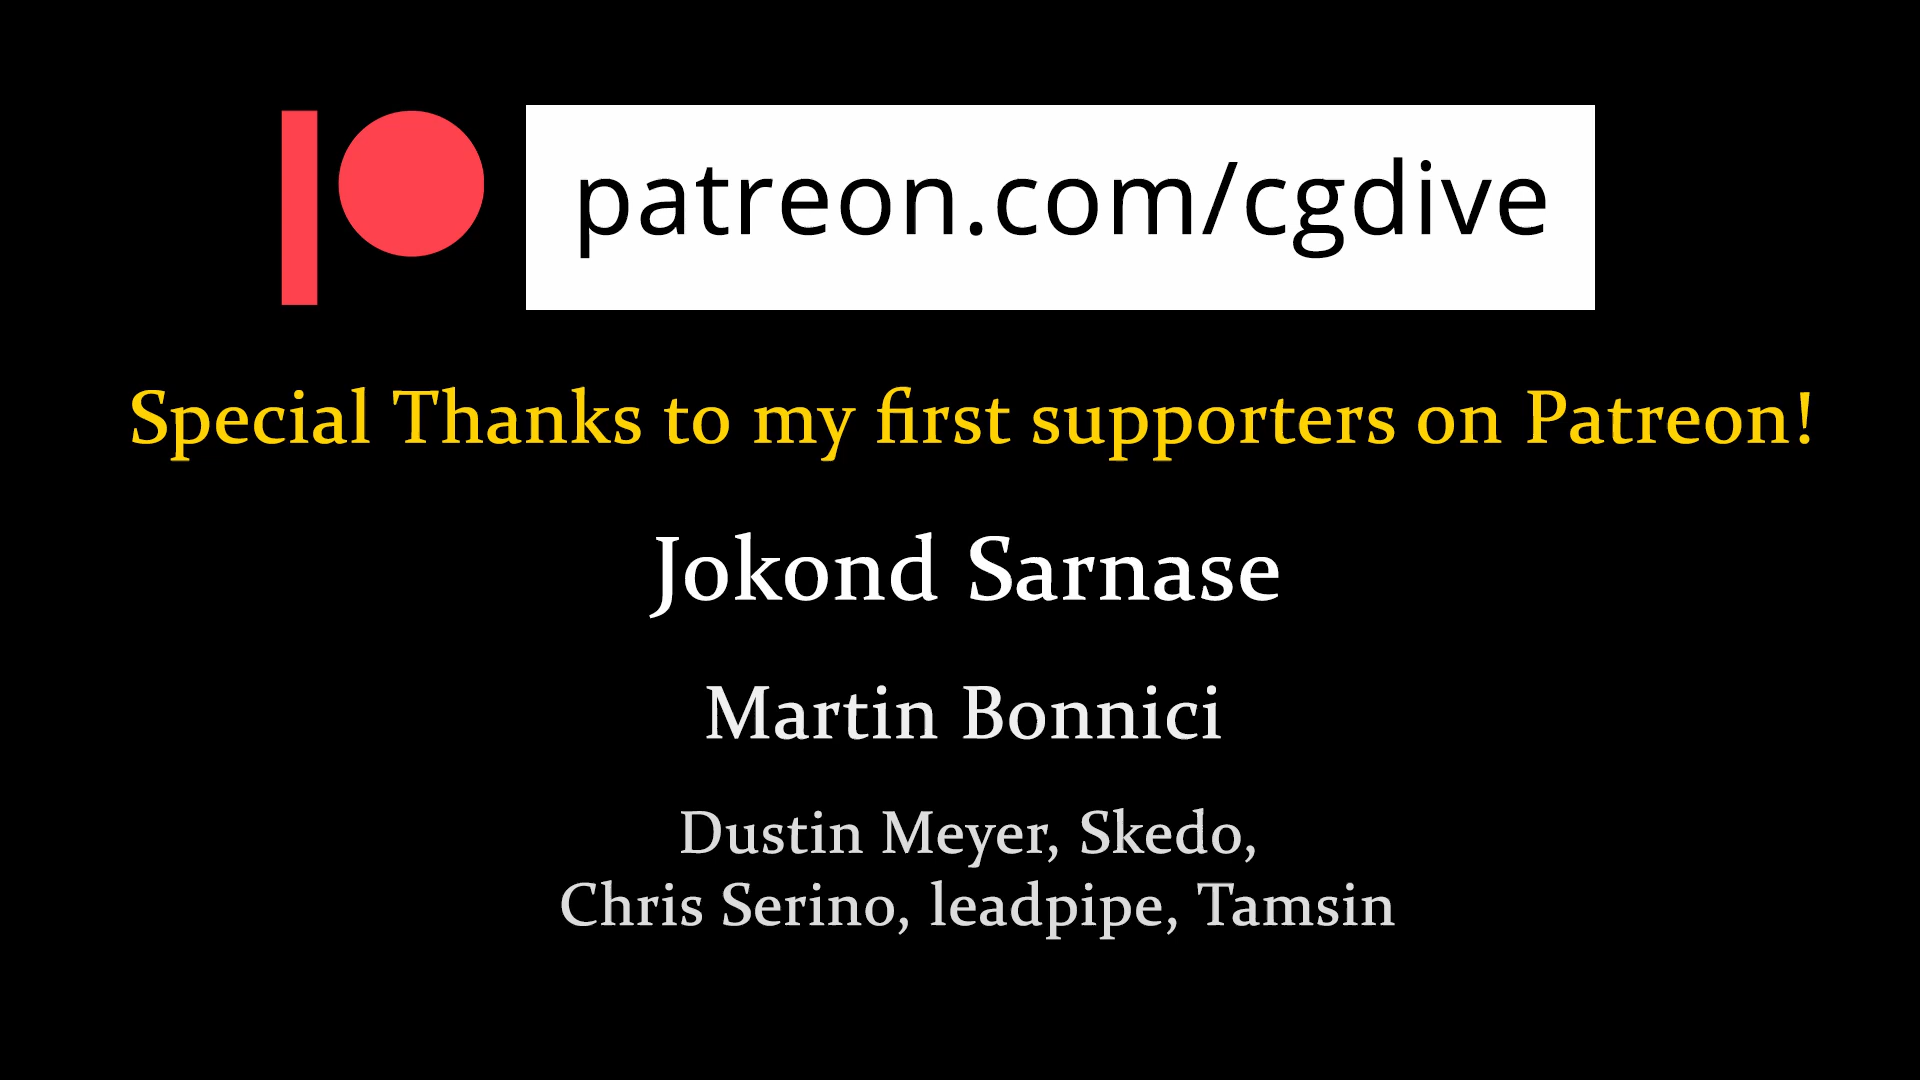 patreon.com/cgdive
Special Thanks to my first supporters on Patreon!
Jokond Sarnase
Martin Bonnici
Dustin Meyer, Skedo,
Chris Serino, leadpipe, Tamsin